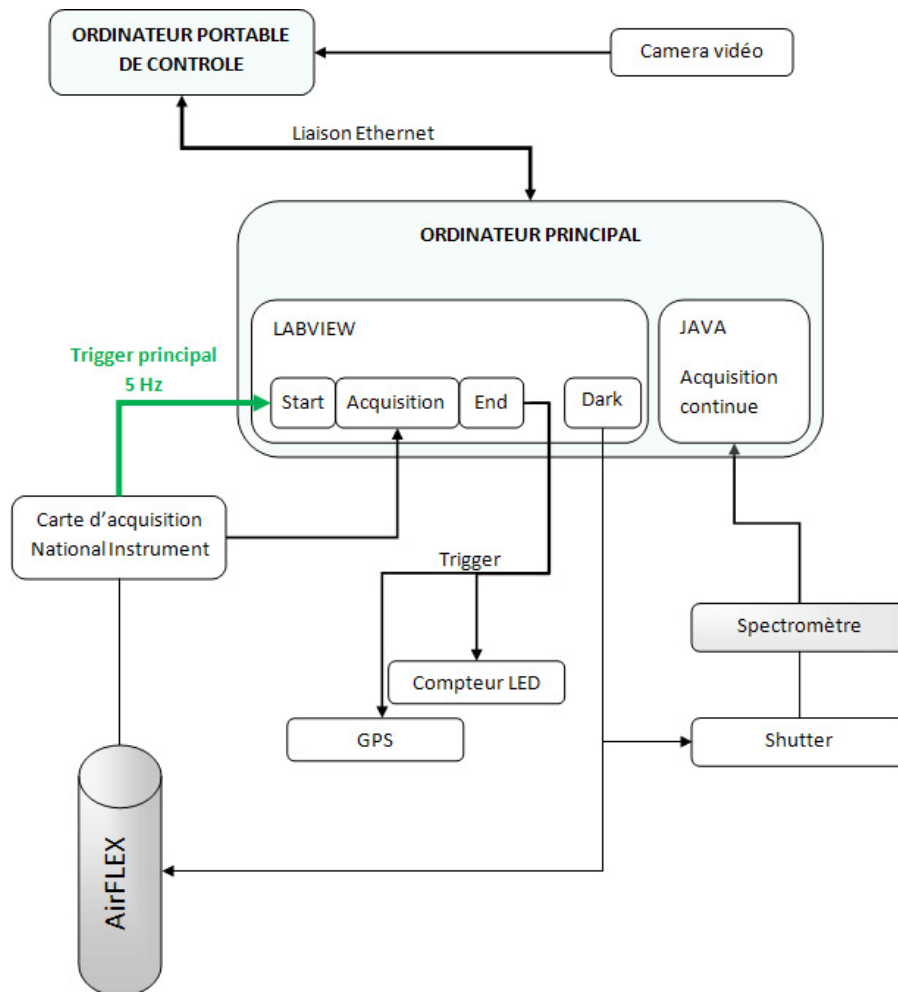 ORDINATEUR PORTABLE
DE CONTROLE
Camera vidéo
Liaison Ethernet
ORDINATEUR PRINCIPAL
LABVIEW
JAVA
Trigger principal
5 Hz
Start
Acquisition
End
Dark
Acquisition
continue
Carte d’acquisition
National Instrument
Trigger
Spectromètre
Compteur LED
GPS
Shutter
AirFLEX